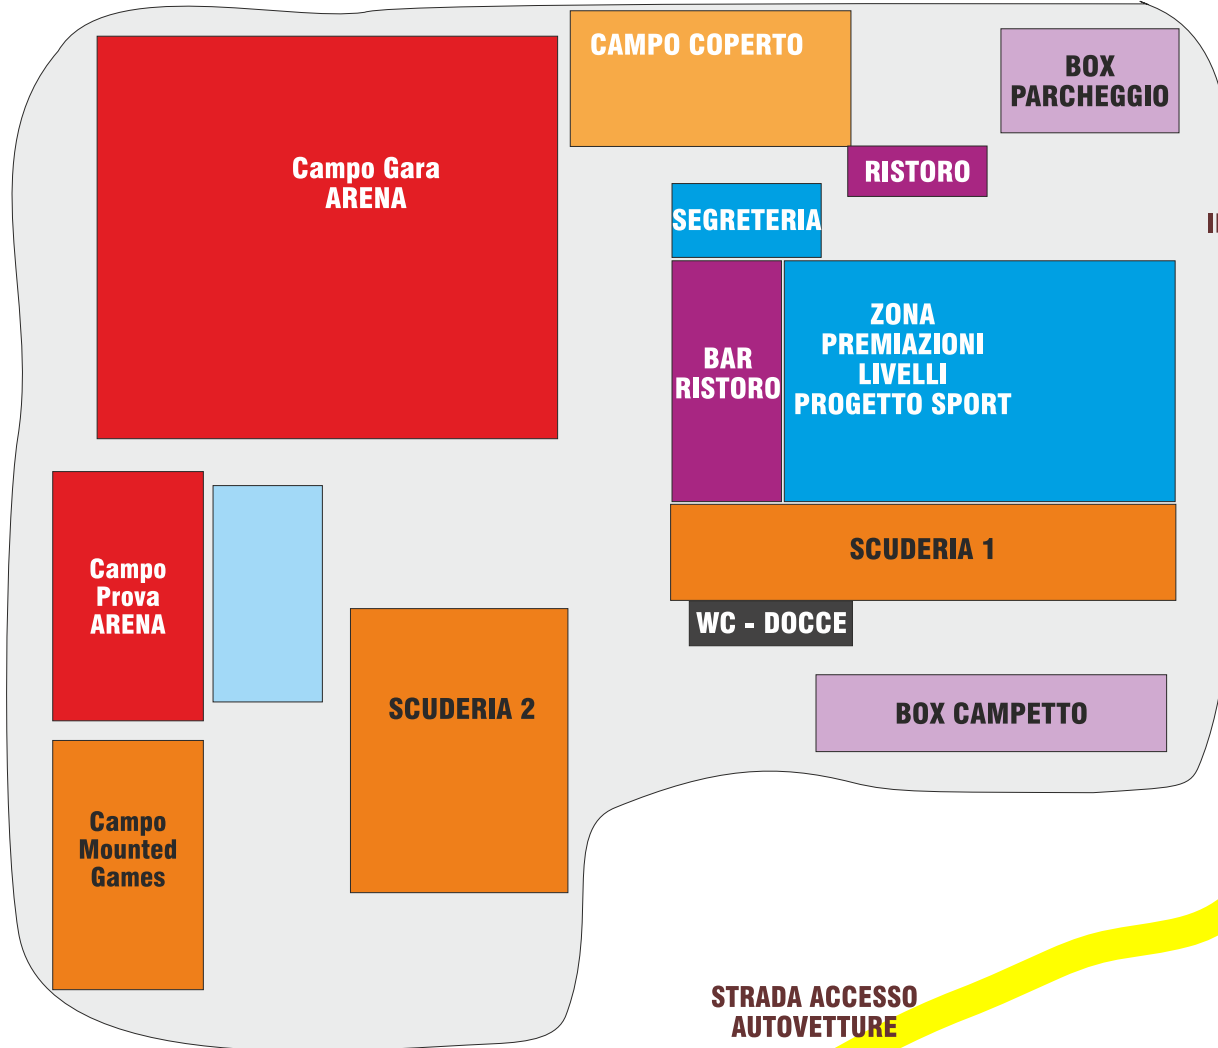 CAMPO COPERTO
BOX
PARCHEGGIO
Campo Gara
ARENA
RISTORO
SEGRETERIA
ZONA
PREMIAZIONI
LIVELLI
PROGETTO SPORT
BAR
RISTORO
SCUDERIA 1
Campo
Prova
ARENA
WC - DOCCE
SCUDERIA 2
BOX CAMPETTO
Campo
Mounted
Games
STRADA ACCESSO
AUTOVETTURE